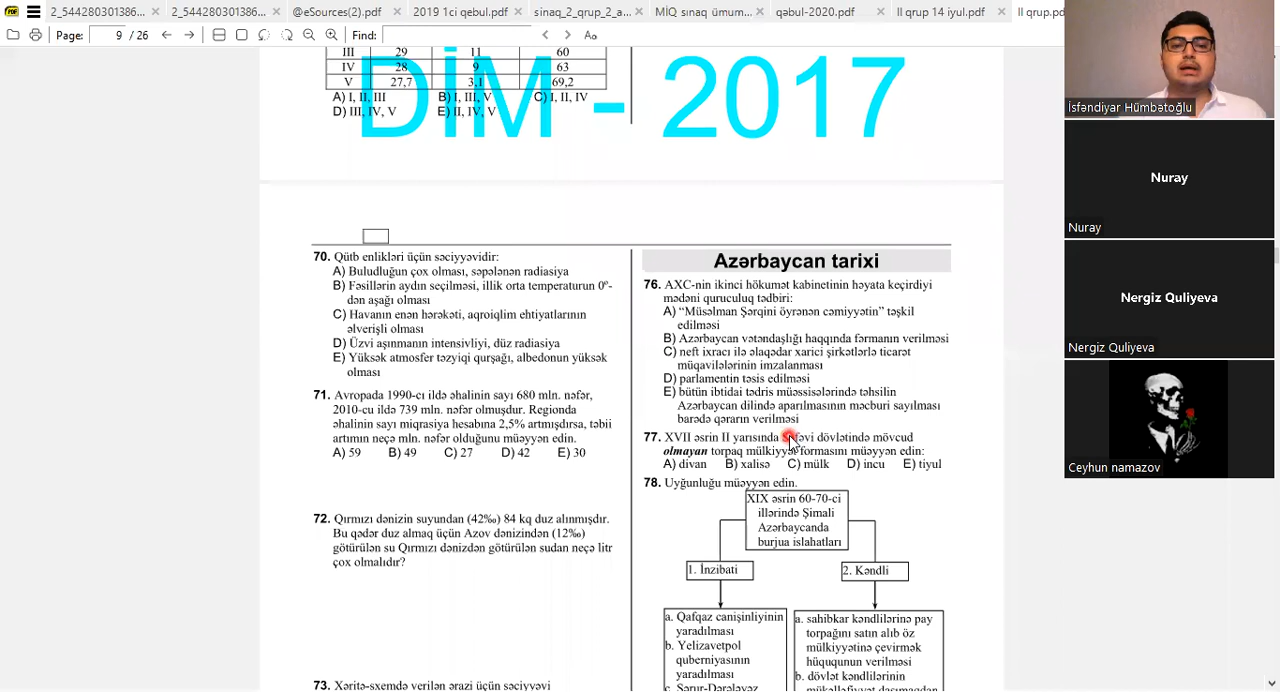 2_544280301386...
2_544280301386...
@eSources(2).pdf
2019 1ci qebul.pdf
sinaq_2_qrup_2_a...
MİQ sınaq ümum...
qəbul-2020.pdf
II qrup 14 iyul.pdf
II qrup.pd
Page: 9 / 26
Find:
III 29 11 60
IV 28 9 63
V 27,7 3,1 69,2
A) I, II, III B) I, III, V C) I, II, IV
D) III, IV, V E) II, IV, V
DİM - 2017
70. Qütb enlikləri üçün səciyyəvidir:
A) Buludluğun çox olması, səpələnən radiasiya
B) Fəsillərin aydın seçilməsi, illik orta temperaturun 0°-
dən aşağı olması
C) Havanın enən hərəkəti, aqroiqlim ehtiyatlarının
əlverişli olması
D) Üzvi aşınmanın intensivliyi, düz radiasiya
E) Yüksək atmosfer təzyiqi qurşağı, albedonun yüksək
olması
71. Avropada 1990-cı ildə əhalinin sayı 680 mln. nəfər,
2010-cu ildə 739 mln. nəfər olmuşdur. Regionda
əhalinin sayı miqrasiya hesabına 2,5% artmışdırsa, təbii
artımın neçə mln. nəfər olduğunu müəyyən edin.
A) 59 B) 49 C) 27 D) 42 E) 30
72. Qırmızı dənizin suyundan (42‰) 84 kq duz alınmışdır.
Bu qədər duz almaq üçün Azov dənizindən (12‰)
götürülən su Qırmızı dənizdən götürülən sudan neçə litr
çox olmalıdır?
73. Xəritə-sxemdə verilən ərazi üçün səciyyəvi
Azərbaycan tarixi
76. AXC-nin ikinci hökumət kabinetinin həyata keçirdiyi
mədəni quruculuq tədbiri:
A) “Müsəlman Şərqini öyrənən cəmiyyətin” təşkil
edilməsi
B) Azərbaycan vətəndaşlığı haqqında fərmanın verilməsi
C) neft ixracı ilə əlaqədar xarici şirkətlərlə ticarət
müqavilələrinin imzalanması
D) parlamentin təsis edilməsi
E) bütün ibtidai tədris müəssisələrində təhsilin
Azərbaycan dilində aparılmasının məcburi sayılması
barədə qərarın verilməsi
77. XVII əsrin II yarısında Səfəvi dövlətində mövcud
olmayan torpaq mülkiyyət formasını müəyyən edin:
A) divan B) xalisə C) mülk D) incu E) tiyul
78. Uyğunluğu müəyyən edin.
XIX əsrin 60-70-ci
illərində Şimali
Azərbaycanda
burjua islahatları
1. İnzibati
2. Kəndli
a. Qafqaz canişinliyinin
yaradılması
b. Yelizavetpol
quberniyasının
yaradılması
c. Şərur-Dərələyəz
a. sahibkar kəndlilərinə pay
torpağını satın alıb öz
mülkiyyətinə çevirmək
hüququnun verilməsi
b. dövlət kəndlilərinin
mükəlləfiyyət daşımaqdan
İsfəndiyar Hümbətoğlu
Nuray
Nuray
Nergiz Quliyeva
Nergiz Quliyeva
Ceyhun namazov